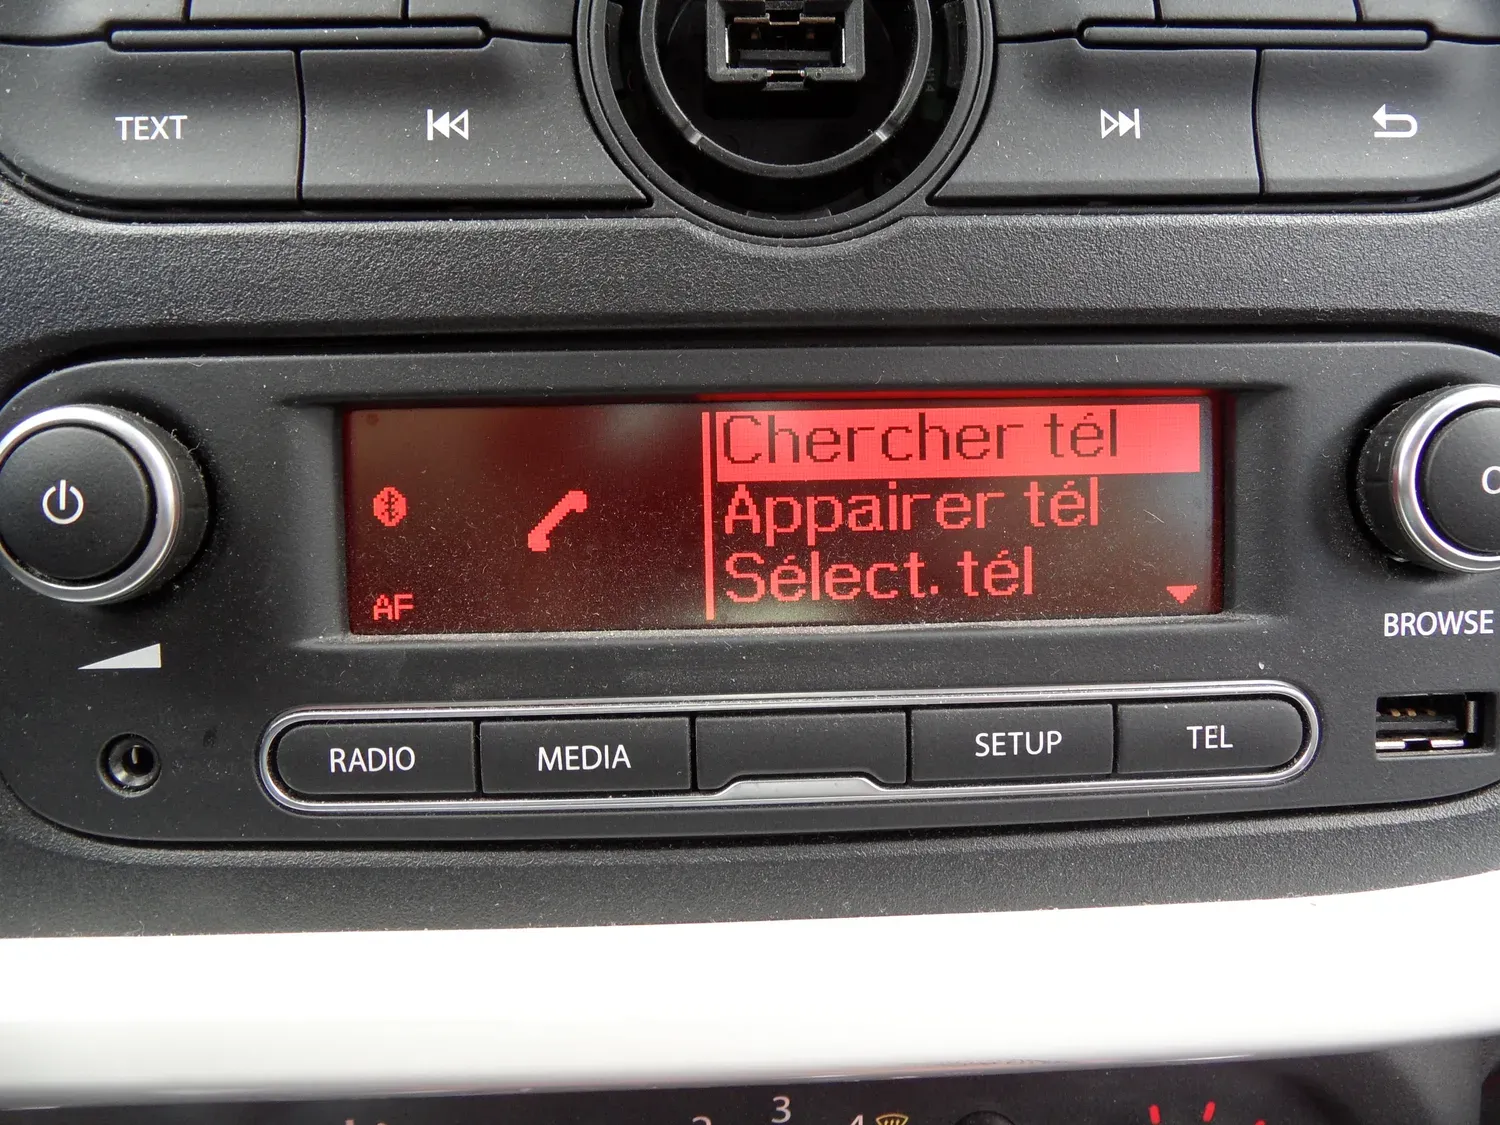 TEXT
Chercher tél
Appairer tél
Sélect. tél
AF
BROWSE
RADIO
MEDIA
SETUP
TEL
3